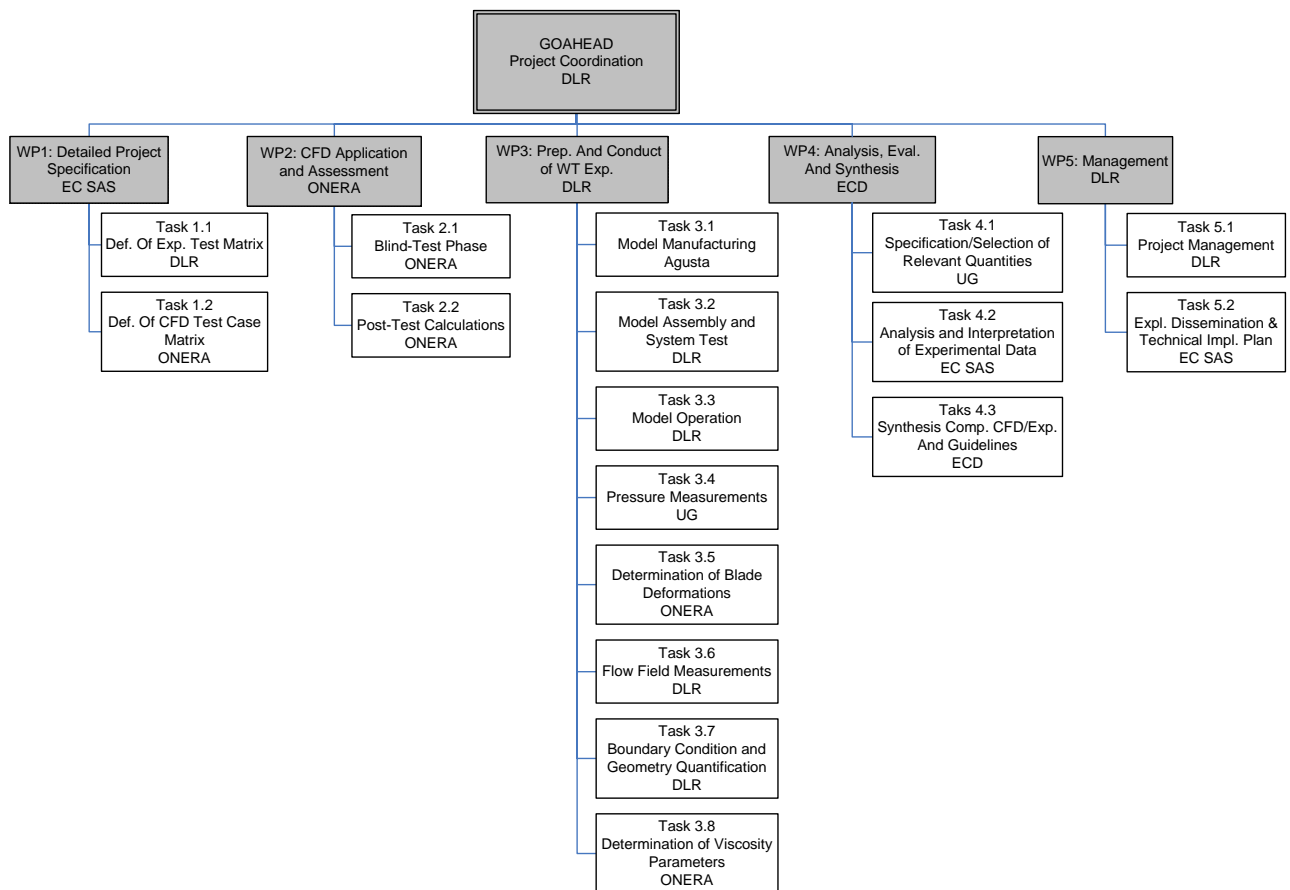 GOAHEAD
Project Coordination
DLR
WP1: Detailed Project
Specification
EC SAS
WP2: CFD Application
and Assessment
ONERA
WP3: Prep. And Conduct
of WT Exp.
DLR
WP4: Analysis, Eval.
And Synthesis
ECD
WP5: Management
DLR
Task 1.1
Def. Of Exp. Test Matrix
DLR
Task 1.2
Def. Of CFD Test Case
Matrix
ONERA
Task 2.1
Blind-Test Phase
ONERA
Task 2.2
Post-Test Calculations
ONERA
Task 3.1
Model Manufacturing
Agusta
Task 3.2
Model Assembly and
System Test
DLR
Task 3.3
Model Operation
DLR
Task 3.4
Pressure Measurements
UG
Task 3.5
Determination of Blade
Deformations
ONERA
Task 3.6
Flow Field Measurements
DLR
Task 3.7
Boundary Condition and
Geometry Quantification
DLR
Task 3.8
Determination of Viscosity
Parameters
ONERA
Task 4.1
Specification/Selection of
Relevant Quantities
UG
Task 4.2
Analysis and Interpretation
of Experimental Data
EC SAS
Taks 4.3
Synthesis Comp. CFD/Exp.
And Guidelines
ECD
Task 5.1
Project Management
DLR
Task 5.2
Expl. Dissemination &
Technical Impl. Plan
EC SAS